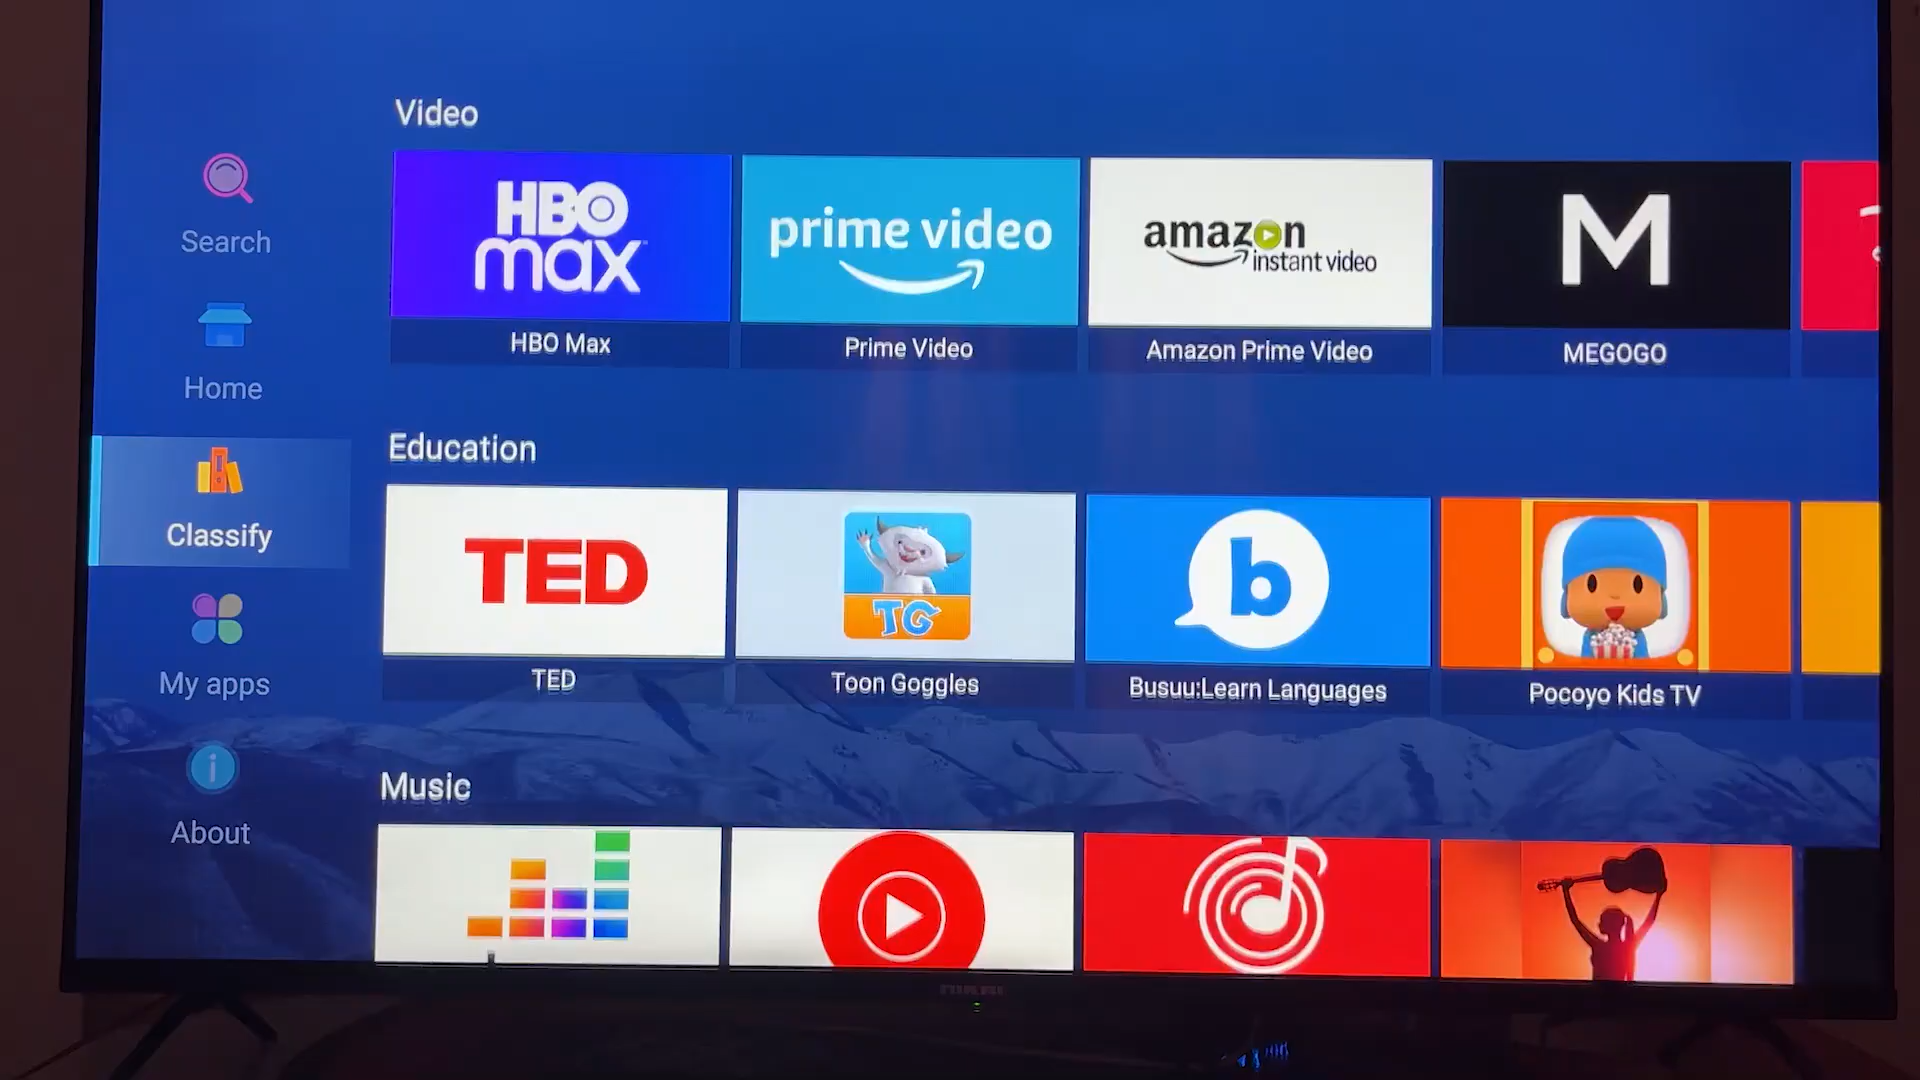 Video
Search
Home
Classify
My apps
About
HBO
max
HBO Max
prime video
Prime Video
amazon
instant video
Amazon Prime Video
M
MEGOGO
Education
TED
TED
TG
Toon Goggles
b
Busuu:Learn Languages
Pocoyo Kids TV
Music